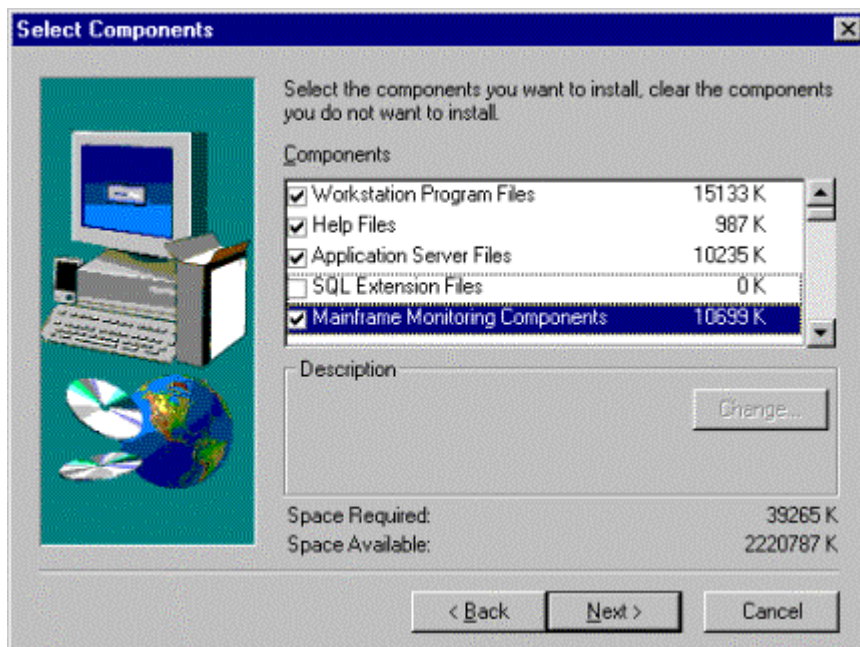 Select Components
Select the components you want to install, clear the components
you do not want to install.
Components
Workstation Program Files 15133 K
Help Files 987 K
Application Server Files 10235 K
SQL Extension Files 0 K
Mainframe Monitoring Components 10699 K
Description
Change...
Space Required: 39265 K
Space Available: 2220787 K
< Back Next > Cancel